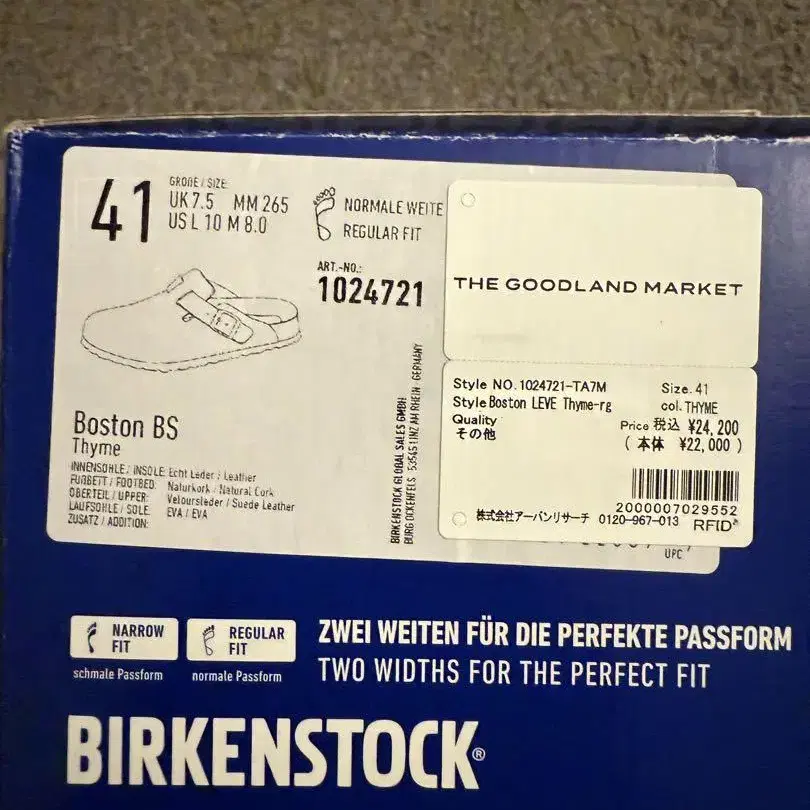 41
GRÖßE / SIZE
UK 7.5 MM 265
US L 10 M 8.0
NORMALE WEITE
REGULAR FIT
ART.-NO.:
1024721
Boston BS
Thyme
INNENSOHLE / INSOLE: Echt Leder / Leather
FUßBETT / FOOTBED: Naturkork / Natural Cork
OBERTEIL / UPPER: Veloursleder / Suede Leather
LAUFSOHLE / SOLE: EVA / EVA
ZUSATZ / ADDITION:
BIRKENSTOCK GLOBAL SALES GMBH
BURG OCKENFELS 53545 LINZ AM RHEIN GERMANY
THE GOODLAND MARKET
Style NO. 1024721-TA7M Size. 41
Style Boston LEVE Thyme-rg col. THYME
Quality Price 税込 ¥24,200
その他 ( 本体 ¥22,000 )
2000007029552
株式会社アーバンリサーチ 0120-967-013 RFID
UPC
NARROW FIT
schmale Passform
REGULAR FIT
normale Passform
ZWEI WEITEN FÜR DIE PERFEKTE PASSFORM
TWO WIDTHS FOR THE PERFECT FIT
BIRKENSTOCK®